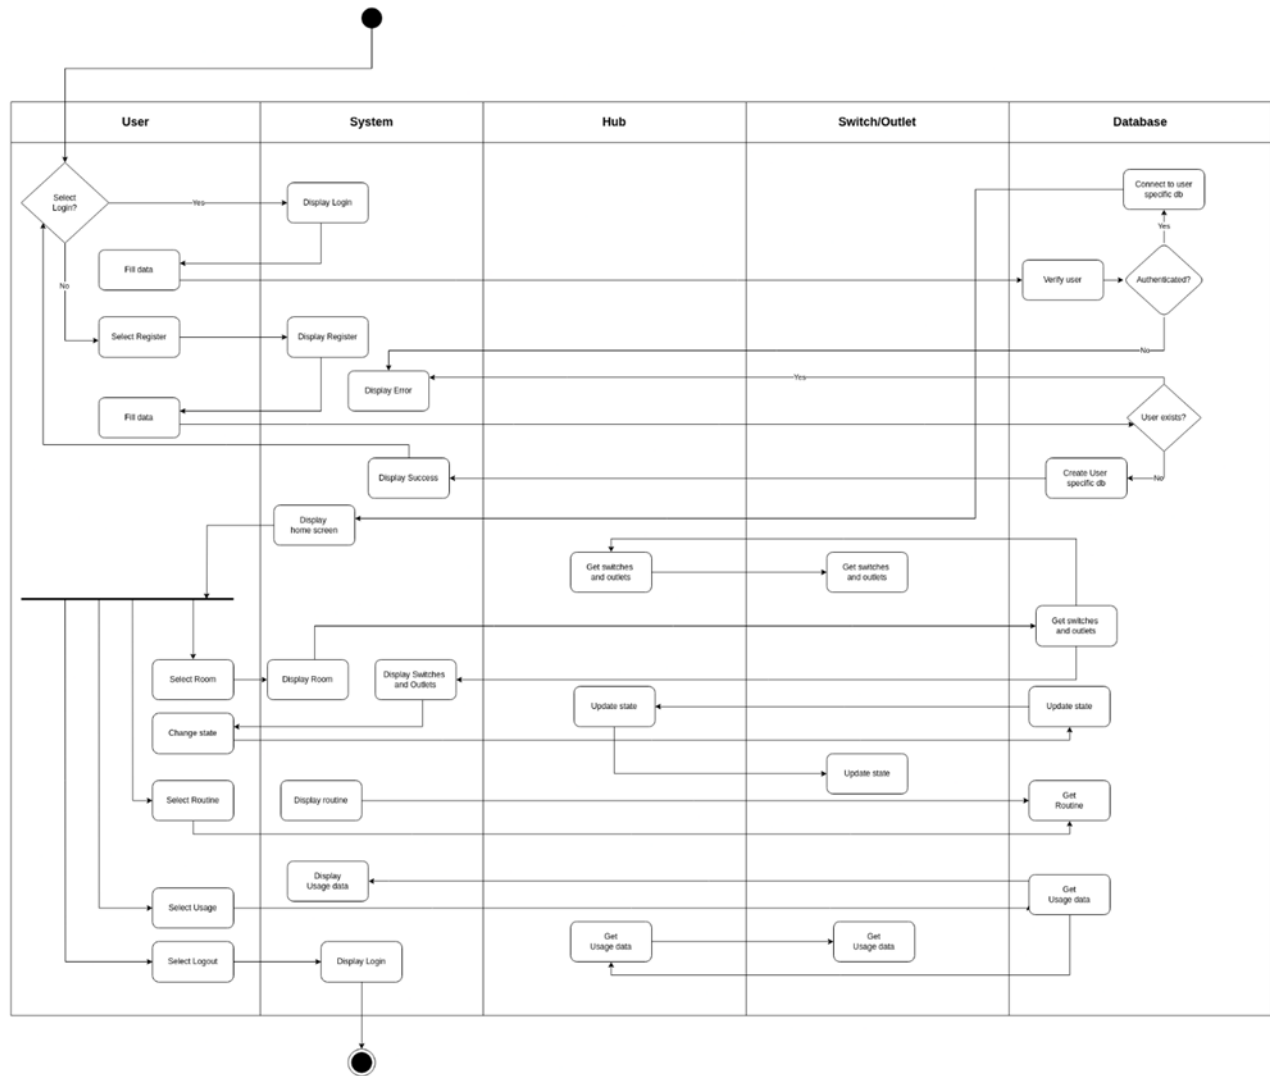 User
System
Hub
Switch/Outlet
Database
Select
Login?
Yes
Display Login
Connect to user
specific db
Yes
Fill data
No
Verify user
Authenticated?
Select Register
Display Register
No
Display Error
Yes
Fill data
User exists?
Display Success
Create User
specific db
No
Display
home screen
Get switches
and outlets
Get switches
and outlets
Get switches
and outlets
Select Room
Display Room
Display Switches
and Outlets
Update state
Update state
Change state
Update state
Select Routine
Display routine
Get
Routine
Display
Usage data
Get
Usage data
Select Usage
Get
Usage data
Get
Usage data
Select Logout
Display Login